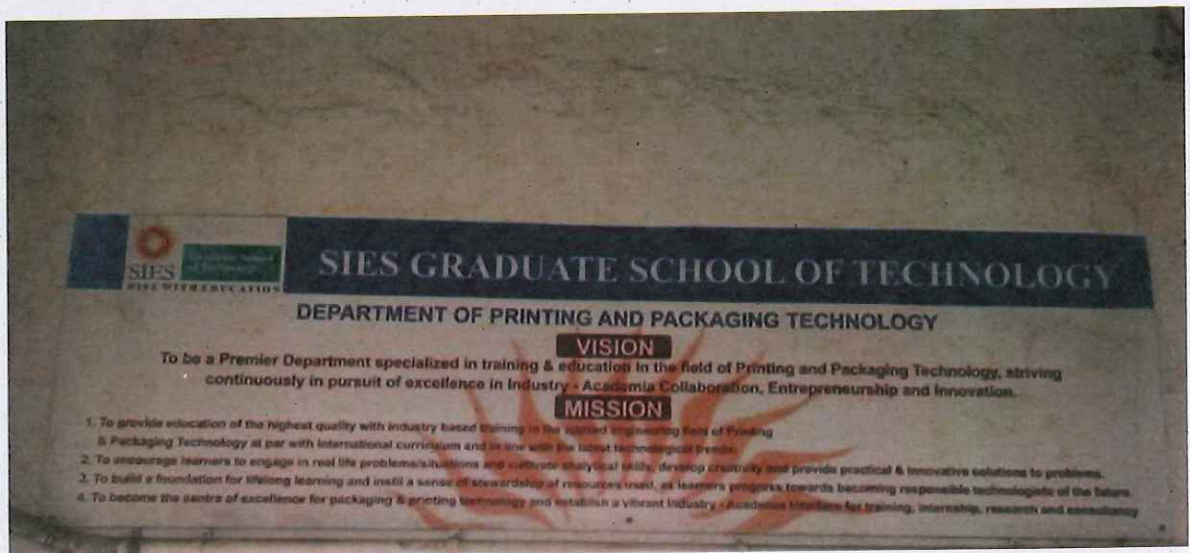 SIES
Graduate School
of Technology
RISE WITH EDUCATION
SIES GRADUATE SCHOOL OF TECHNOLOGY
DEPARTMENT OF PRINTING AND PACKAGING TECHNOLOGY
VISION
To be a Premier Department specialized in training & education in the field of Printing and Packaging Technology, striving
continuously in pursuit of excellence in Industry - Academia Collaboration, Entrepreneurship and Innovation.
MISSION
1. To provide education of the highest quality with industry based training in the applied engineering field of Printing
& Packaging Technology at par with international curriculum and in line with the latest technological trends.
2. To encourage learners to engage in real life problems/situations and cultivate analytical skills, develop creativity and provide practical & innovative solutions to problems.
3. To build a foundation for lifelong learning and instil a sense of stewardship of resources used, as learners progress towards becoming responsible technologists of the future.
4. To become the centre of excellence for packaging & printing technology and establish a vibrant Industry - Academia Interface for training, internship, research and consultancy